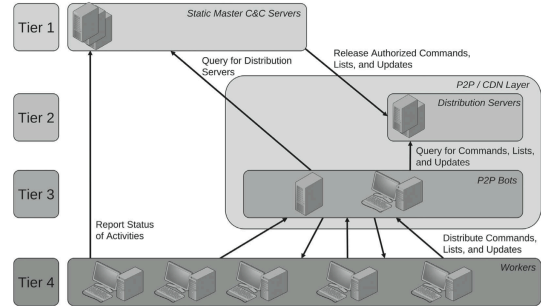 Tier 1
Static Master C&C Servers
Query for Distribution
Servers
Release Authorized Commands,
Lists, and Updates
P2P / CDN Layer
Tier 2
Distribution Servers
Query for Commands, Lists,
and Updates
Tier 3
P2P Bots
Report Status
of Activities
Distribute Commands,
Lists, and Updates
Tier 4
Workers